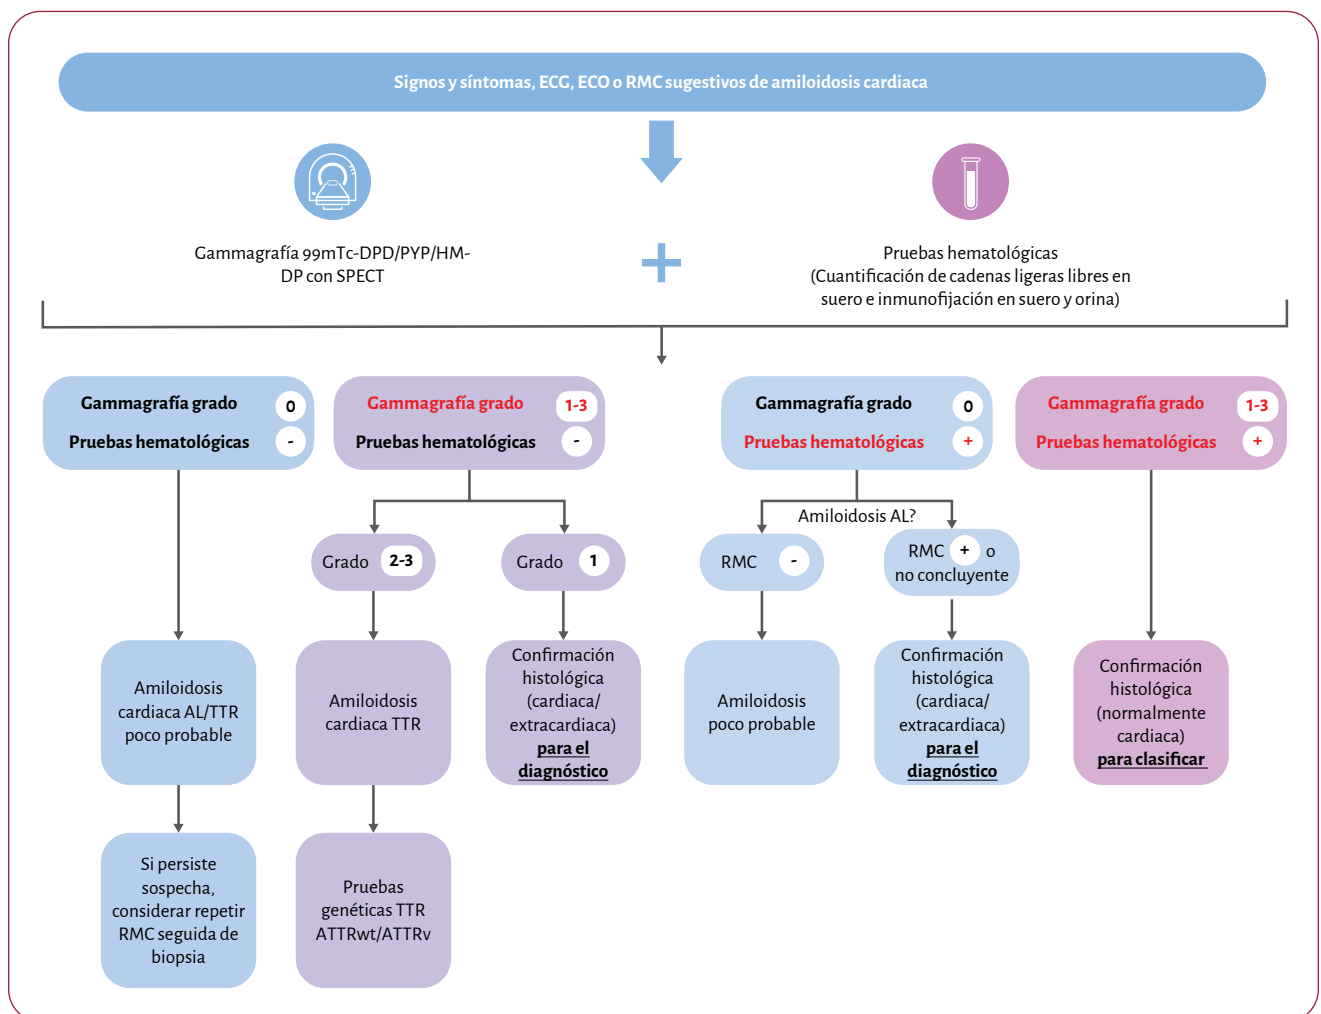 Signos y síntomas, ECG, ECO o RMC sugestivos de amiloidosis cardiaca
Gammagrafía 99mTc-DPD/PYP/HM-
DP con SPECT
+
Pruebas hematológicas
(Cuantificación de cadenas ligeras libres en
suero e inmunofijación en suero y orina)
Gammagrafía grado 0
Pruebas hematológicas -
Gammagrafía grado 1-3
Pruebas hematológicas -
Gammagrafía grado 0
Pruebas hematológicas +
Gammagrafía grado 1-3
Pruebas hematológicas +
Amiloidosis AL?
Grado 2-3
Grado 1
RMC -
RMC + o
no concluyente
Amiloidosis
cardiaca AL/TTR
poco probable
Amiloidosis
cardiaca TTR
Confirmación
histológica
(cardiaca/
extracardiaca)
para el
diagnóstico
Amiloidosis
poco probable
Confirmación
histológica
(cardiaca/
extracardiaca)
para el
diagnóstico
Confirmación
histológica
(normalmente
cardiaca)
para clasificar
Si persiste
sospecha,
considerar repetir
RMC seguida de
biopsia
Pruebas
genéticas TTR
ATTRwt/ATTRv